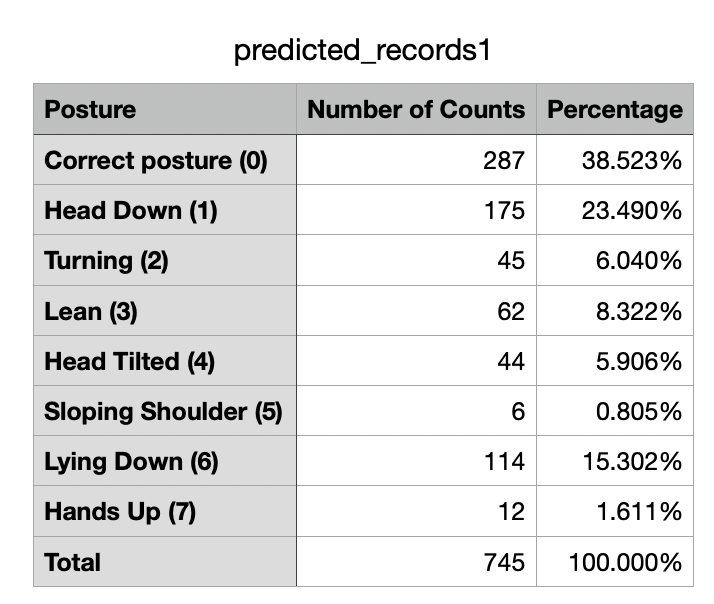 predicted_records1
Posture Number of Counts Percentage
Correct posture (0) 287 38.523%
Head Down (1) 175 23.490%
Turning (2) 45 6.040%
Lean (3) 62 8.322%
Head Tilted (4) 44 5.906%
Sloping Shoulder (5) 6 0.805%
Lying Down (6) 114 15.302%
Hands Up (7) 12 1.611%
Total 745 100.000%